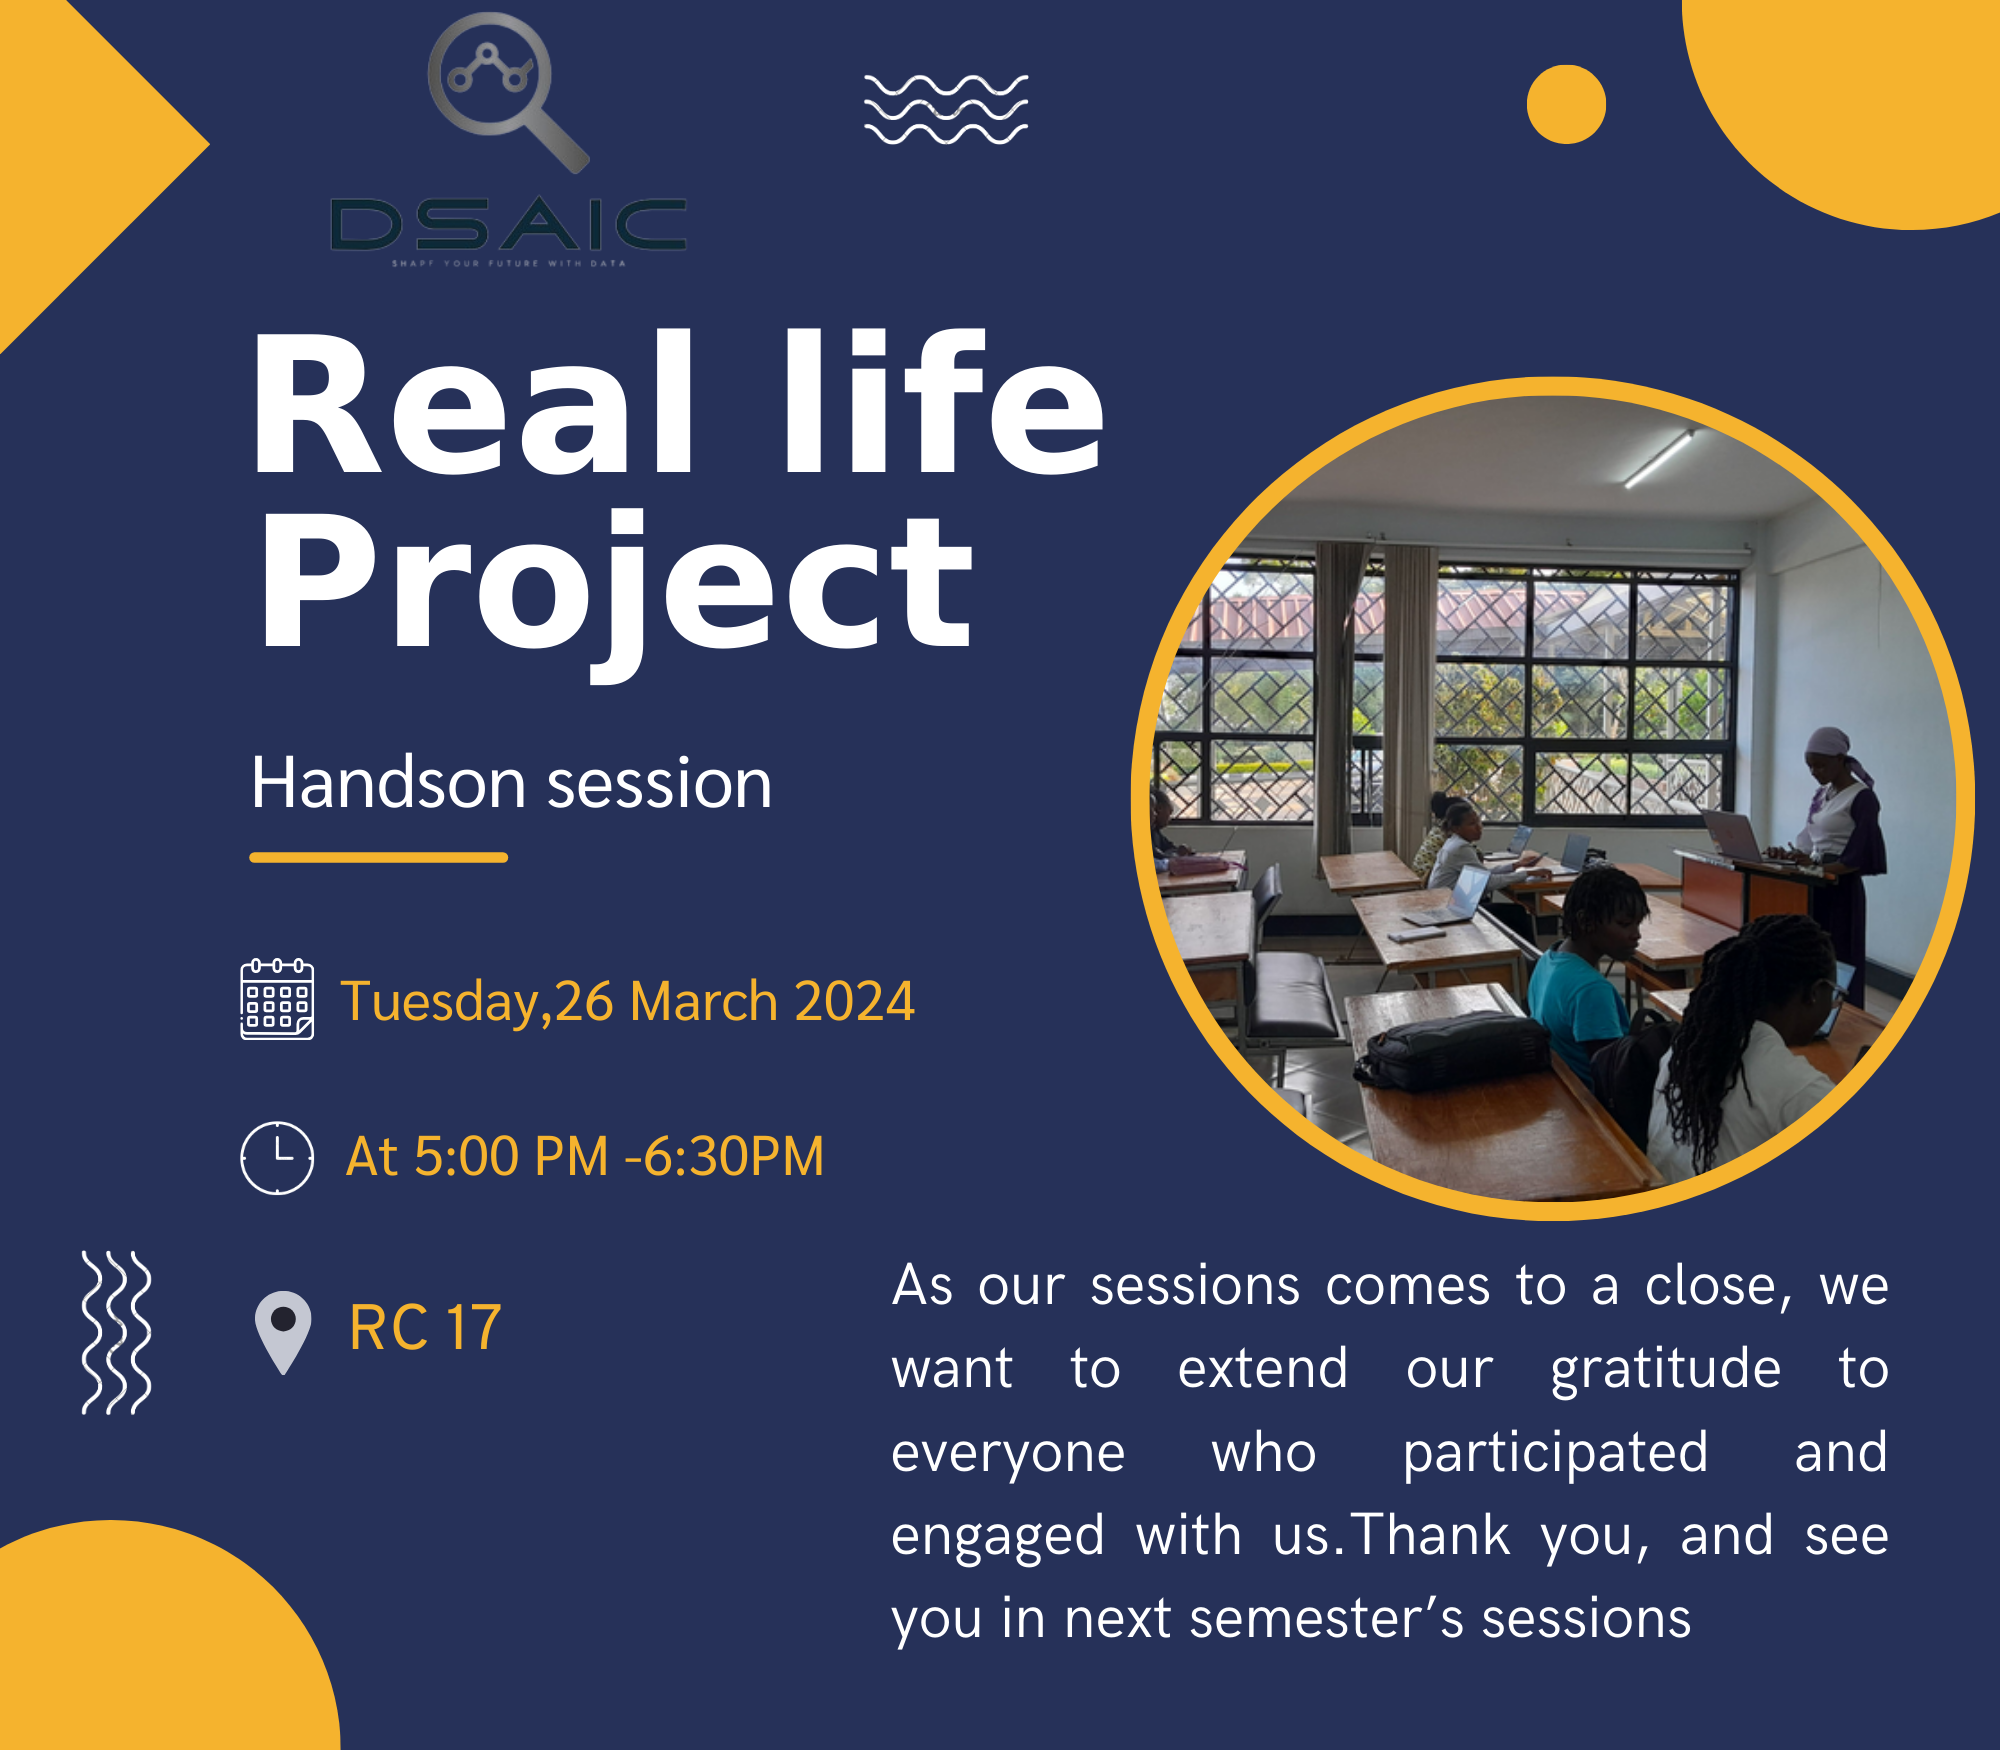 DSAIC
SHAPE YOUR FUTURE WITH DATA
Real life
Project
Handson session
Tuesday,26 March 2024
At 5:00 PM -6:30PM
RC 17
As our sessions comes to a close, we
want to extend our gratitude to
everyone who participated and
engaged with us.Thank you, and see
you in next semester’s sessions